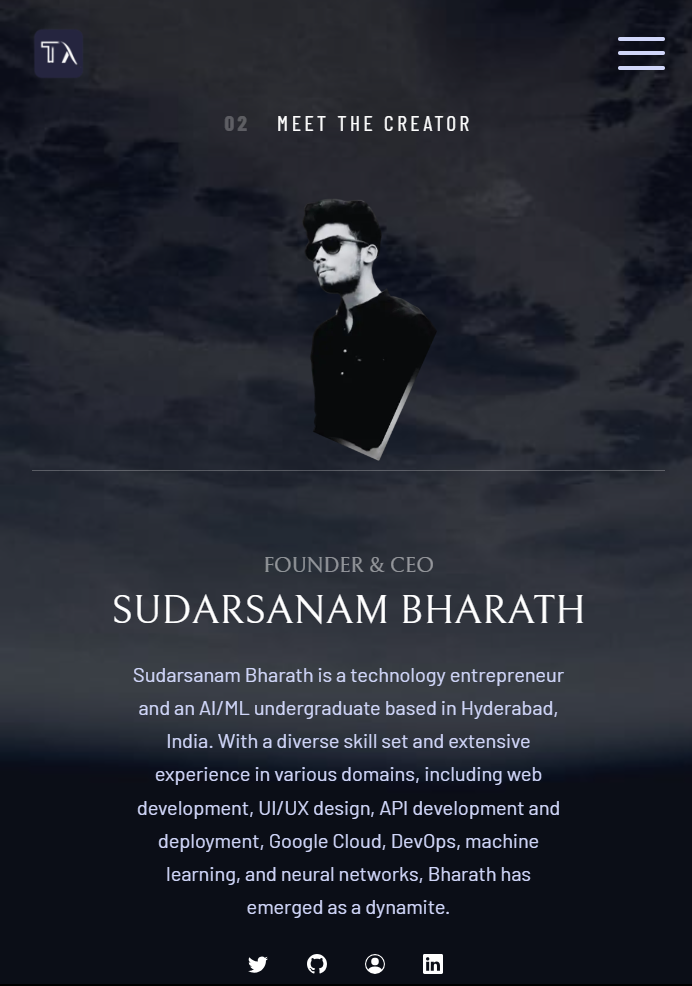 02 MEET THE CREATOR
FOUNDER & CEO
SUDARSANAM BHARATH
Sudarsanam Bharath is a technology entrepreneur
and an AI/ML undergraduate based in Hyderabad,
India. With a diverse skill set and extensive
experience in various domains, including web
development, UI/UX design, API development and
deployment, Google Cloud, DevOps, machine
learning, and neural networks, Bharath has
emerged as a dynamite.
in